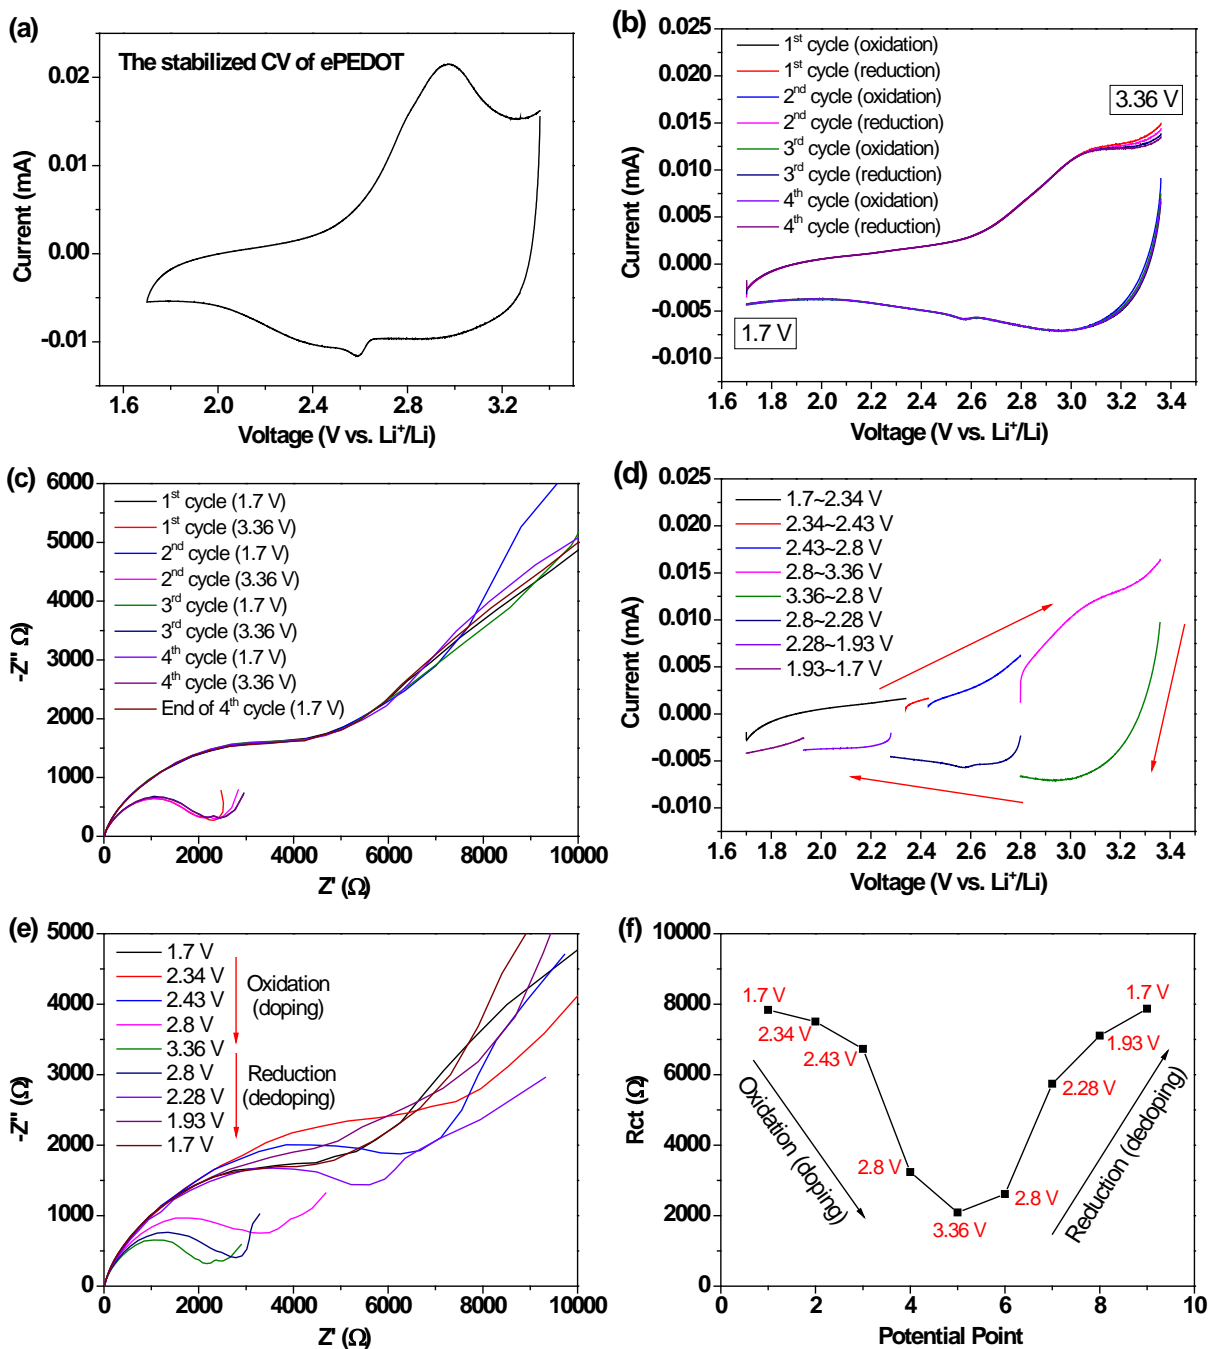 (a)
The stabilized CV of ePEDOT
0.02
0.01
0.00
-0.01
Current (mA)
1.6 2.0 2.4 2.8 3.2
Voltage (V vs. Li⁺/Li)
(b)
1st cycle (oxidation)
1st cycle (reduction)
2nd cycle (oxidation)
2nd cycle (reduction)
3rd cycle (oxidation)
3rd cycle (reduction)
4th cycle (oxidation)
4th cycle (reduction)
3.36 V
1.7 V
0.025
0.020
0.015
0.010
0.005
0.000
-0.005
-0.010
Current (mA)
1.6 1.8 2.0 2.2 2.4 2.6 2.8 3.0 3.2 3.4
Voltage (V vs. Li⁺/Li)
(c)
1st cycle (1.7 V)
1st cycle (3.36 V)
2nd cycle (1.7 V)
2nd cycle (3.36 V)
3rd cycle (1.7 V)
3rd cycle (3.36 V)
4th cycle (1.7 V)
4th cycle (3.36 V)
End of 4th cycle (1.7 V)
6000
5000
4000
3000
2000
1000
0
-Z'' (Ω)
0 2000 4000 6000 8000 10000
Z' (Ω)
(d)
1.7~2.34 V
2.34~2.43 V
2.43~2.8 V
2.8~3.36 V
3.36~2.8 V
2.8~2.28 V
2.28~1.93 V
1.93~1.7 V
0.025
0.020
0.015
0.010
0.005
0.000
-0.005
-0.010
Current (mA)
1.6 1.8 2.0 2.2 2.4 2.6 2.8 3.0 3.2 3.4
Voltage (V vs. Li⁺/Li)
(e)
1.7 V
2.34 V
2.43 V
2.8 V
3.36 V
2.8 V
2.28 V
1.93 V
1.7 V
Oxidation
(doping)
Reduction
(dedoping)
5000
4000
3000
2000
1000
0
-Z'' (Ω)
0 2000 4000 6000 8000 10000
Z' (Ω)
(f)
10000
8000
6000
4000
2000
0
Rct (Ω)
1.7 V
2.34 V
2.43 V
2.8 V
3.36 V
2.8 V
2.28 V
1.93 V
1.7 V
Oxidation (doping)
Reduction (dedoping)
0 2 4 6 8 10
Potential Point